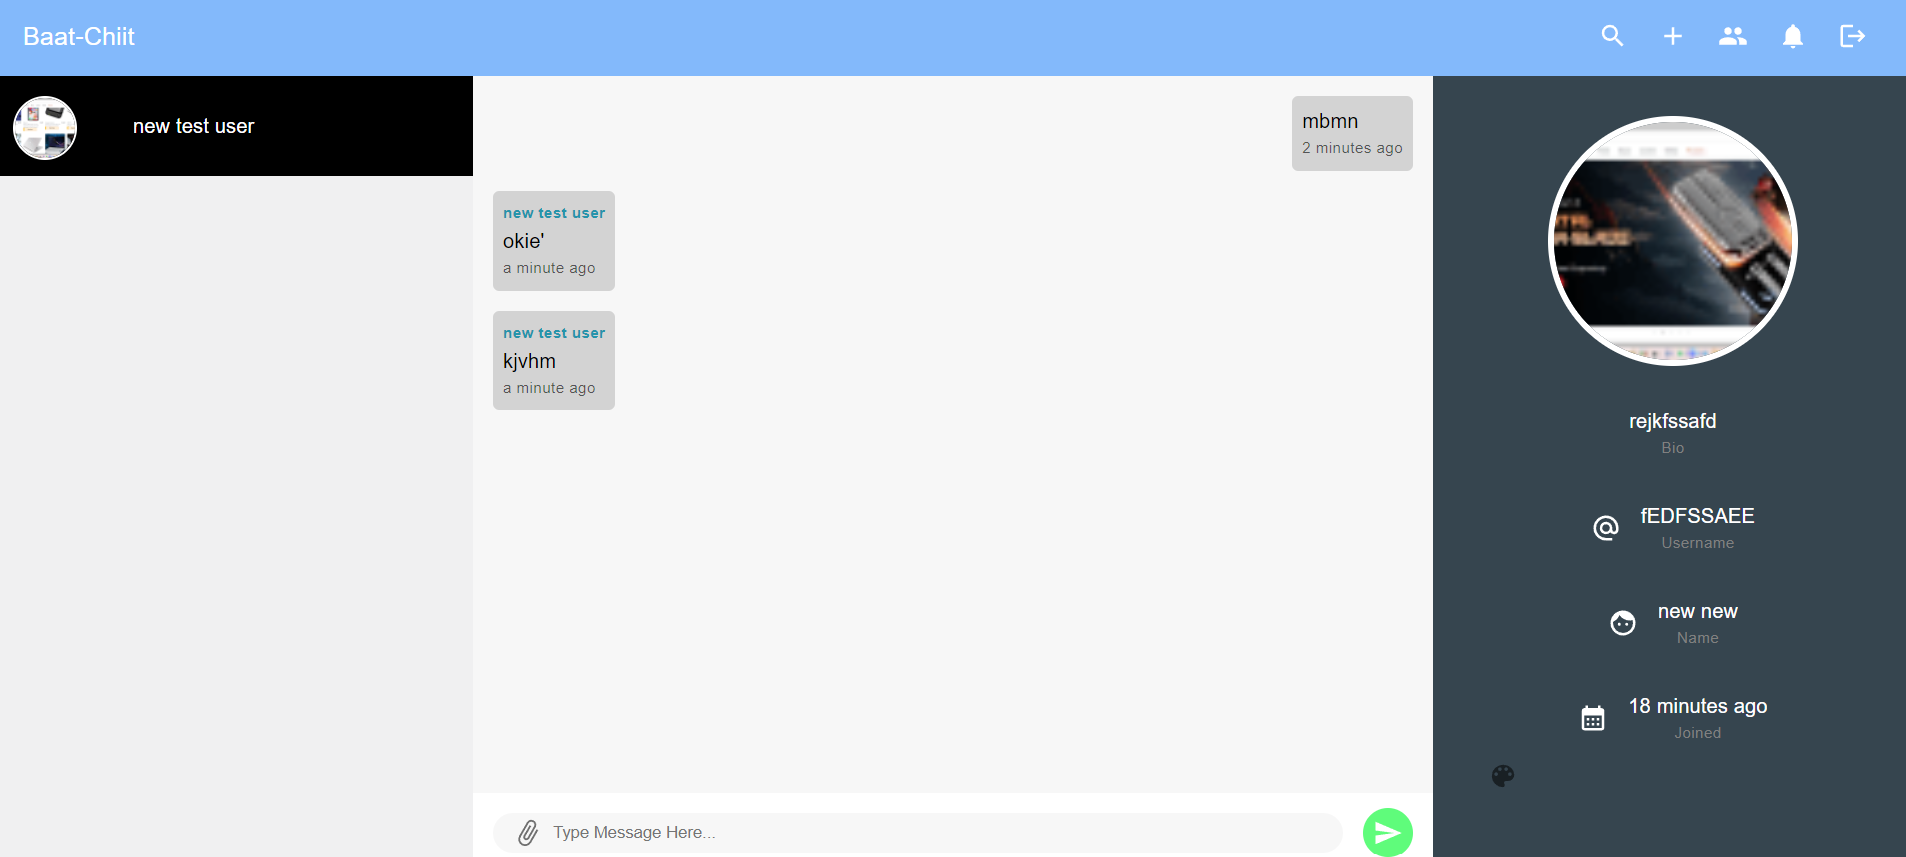 Baat-Chiit
new test user
mbmn
2 minutes ago
new test user
okie'
a minute ago
new test user
kjvhm
a minute ago
Type Message Here...
rejkfssafd
Bio
fEDFSSAEE
Username
new new
Name
18 minutes ago
Joined